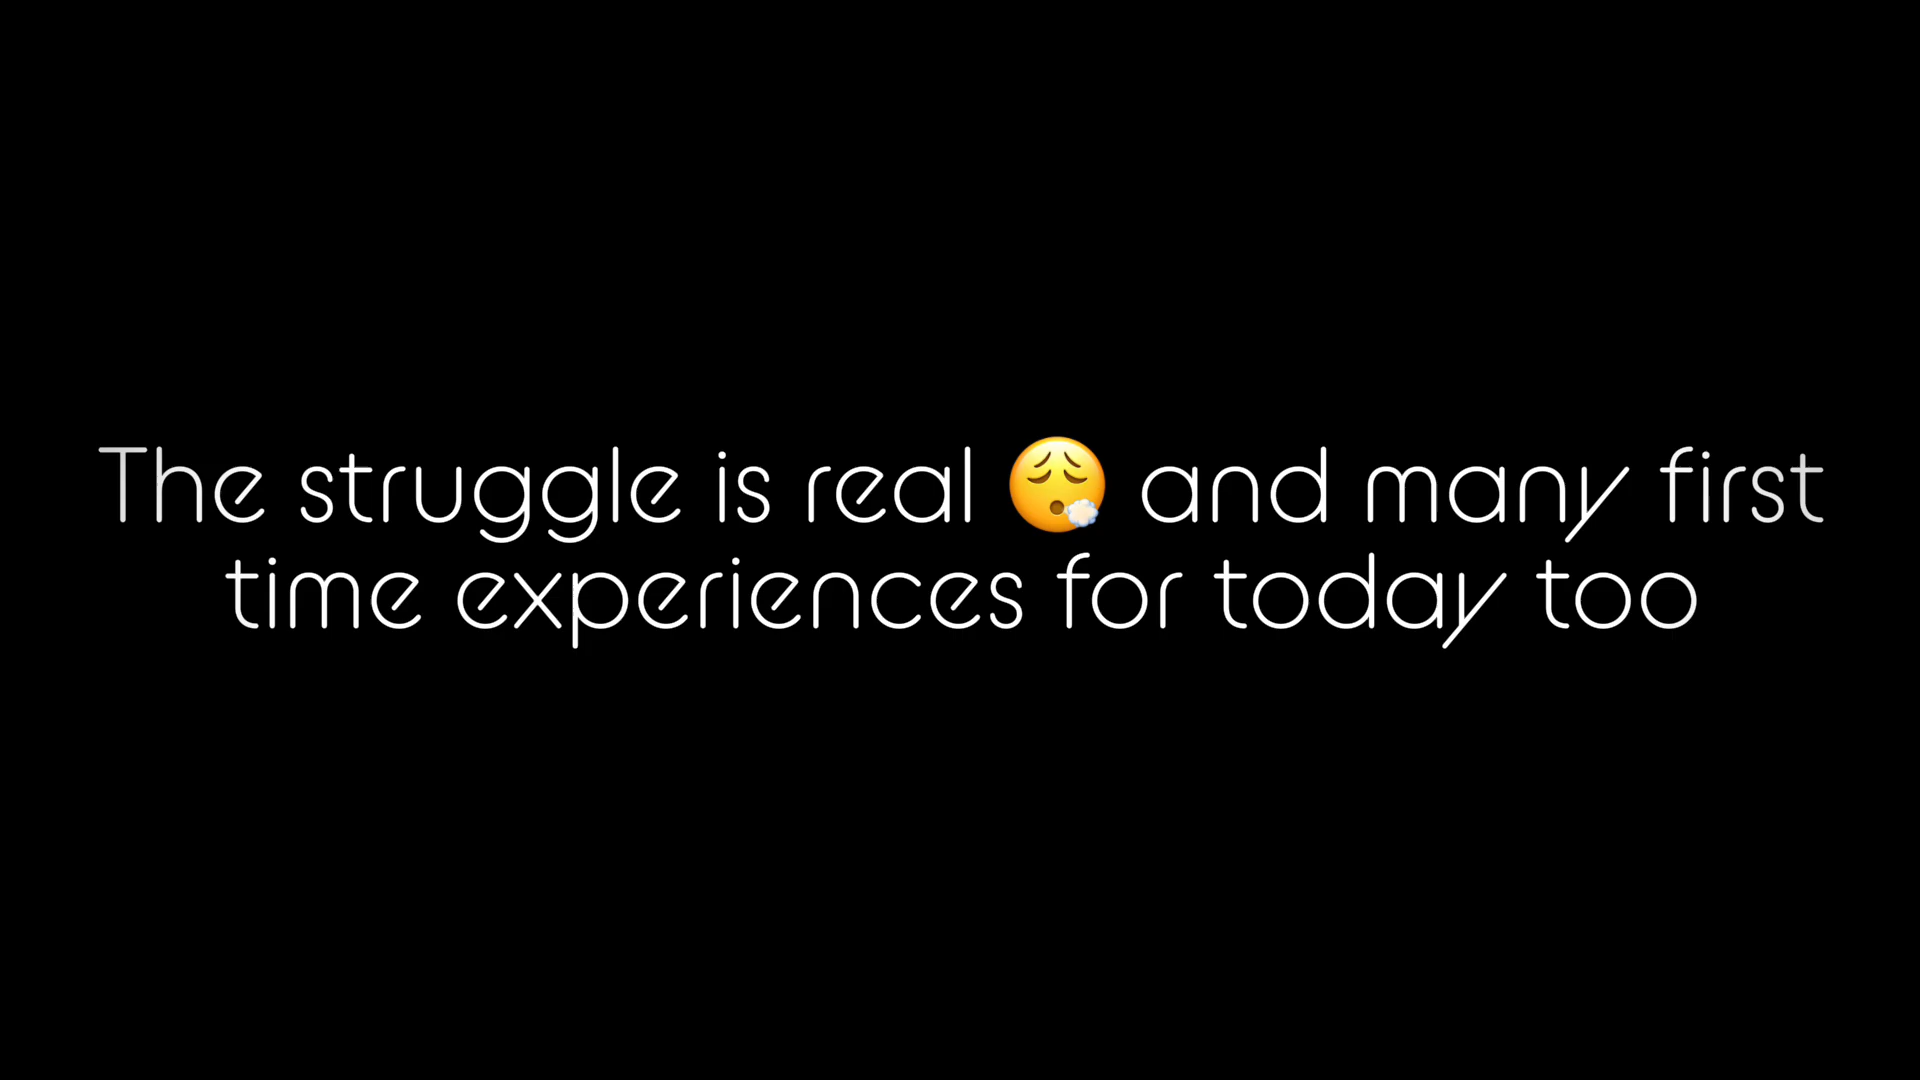 The struggle is real 😮‍💨 and many first
time experiences for today too